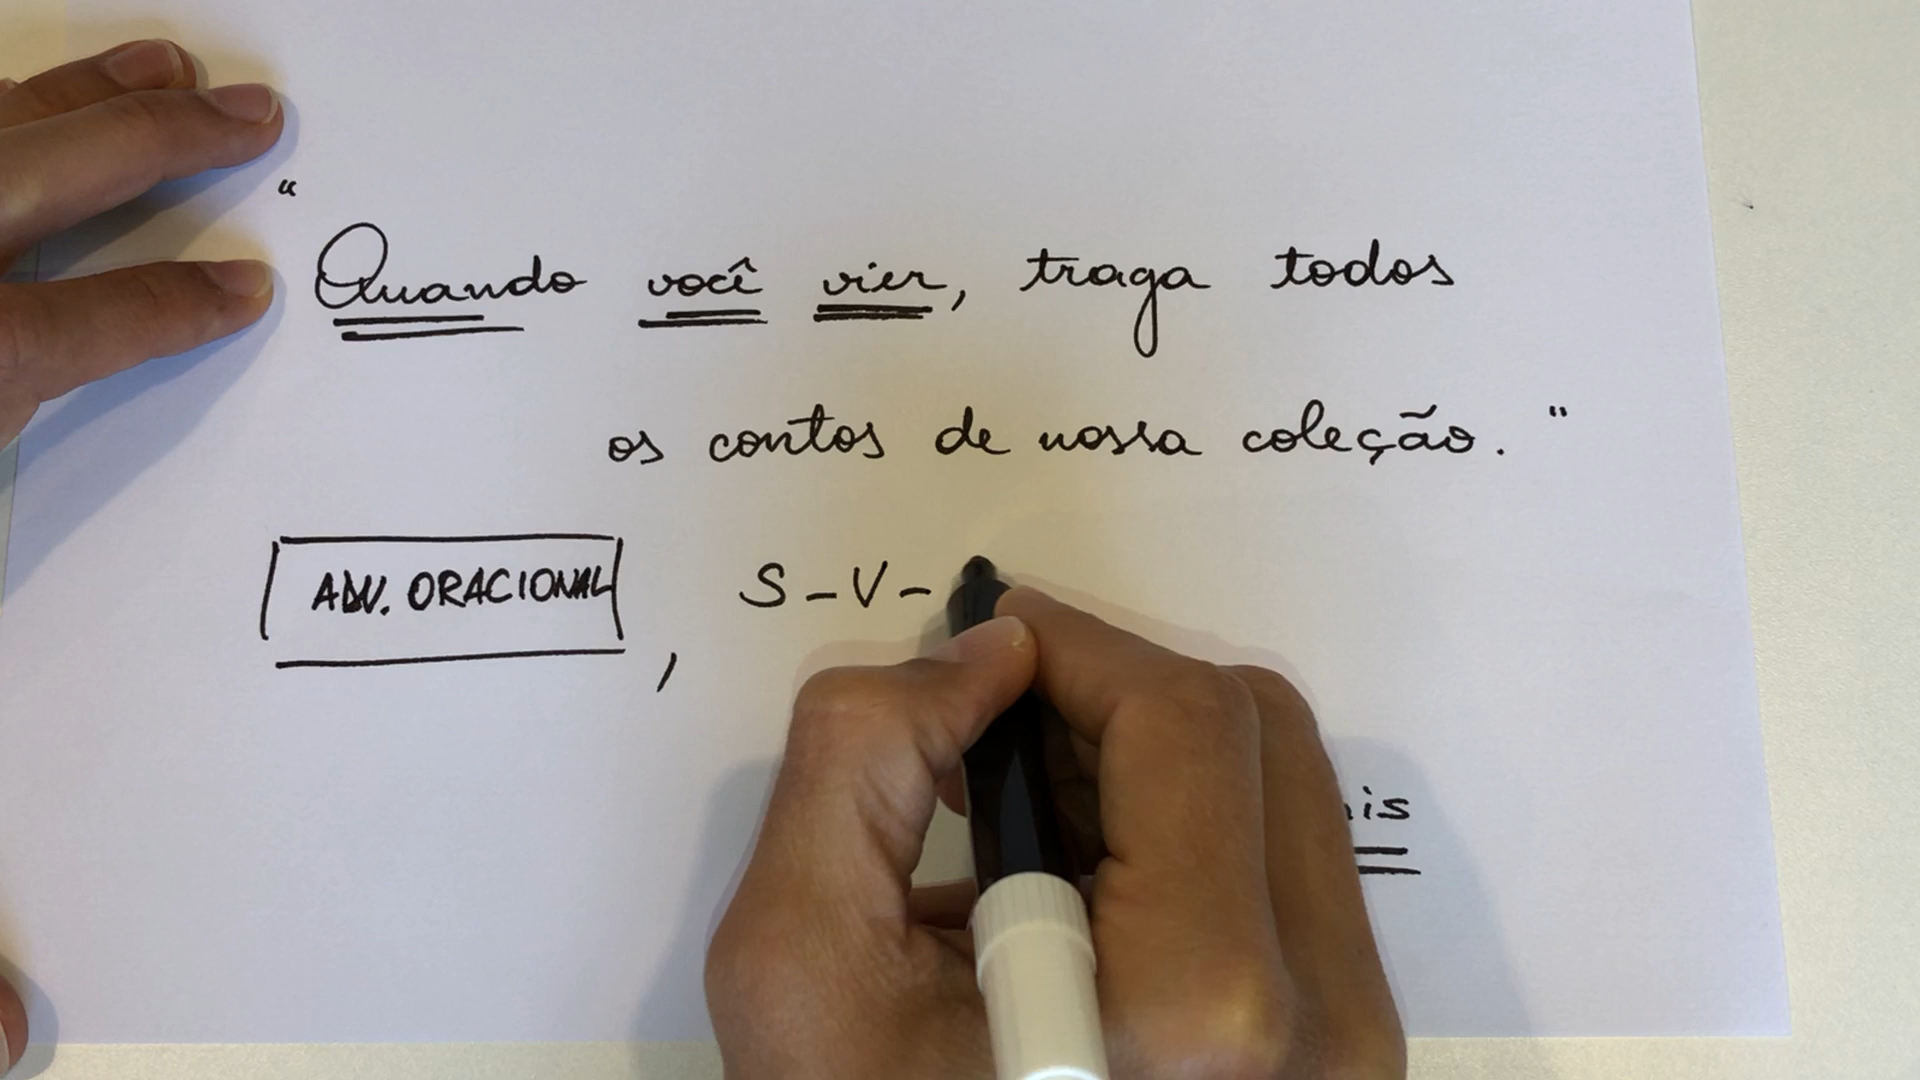 "Quando você vier, traga todos
os contos de nossa coleção."
ADV. ORACIONAL, S-V-